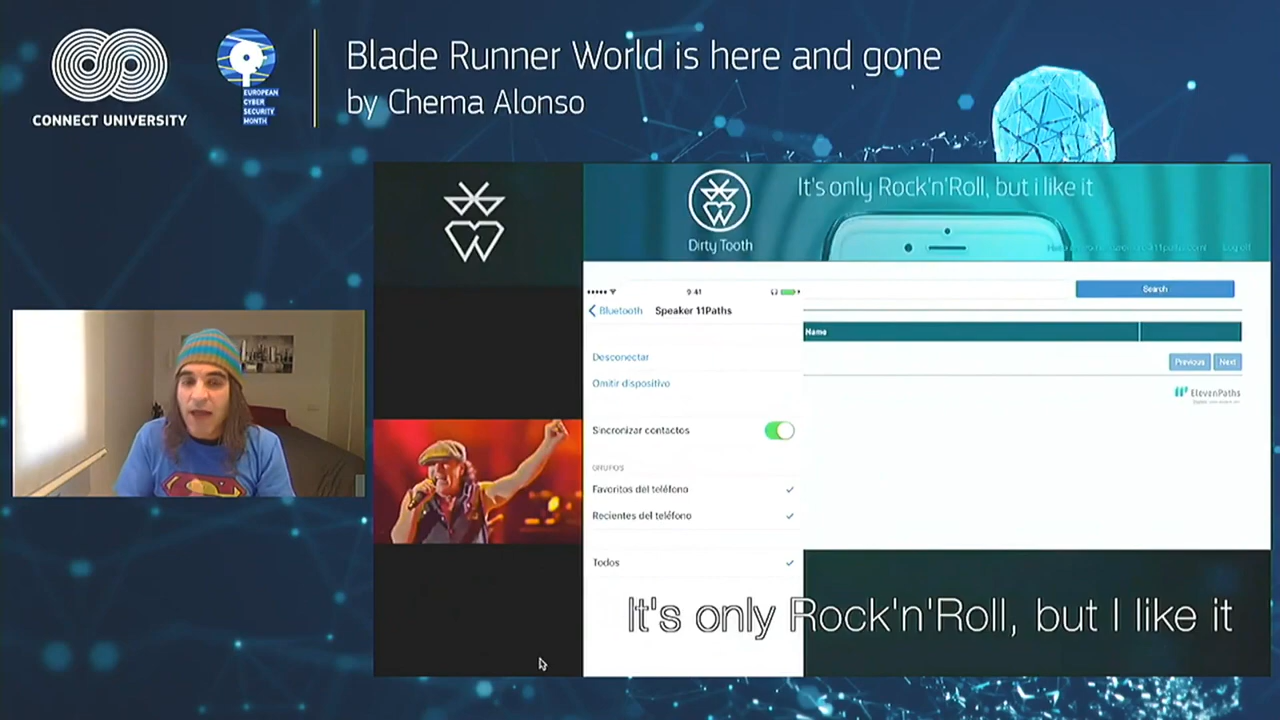 CONNECT UNIVERSITY
EUROPEAN
CYBER
SECURITY
MONTH
Blade Runner World is here and gone
by Chema Alonso
Dirty Tooth
It's only Rock'n'Roll, but i like it
Log off
9:41
Bluetooth
Speaker 11Paths
Desconectar
Omitir dispositivo
Sincronizar contactos
GRUPOS
Favoritos del teléfono
Recientes del teléfono
Todos
Search
Name
Previous
Next
ElevenPaths
It's only Rock'n'Roll, but I like it